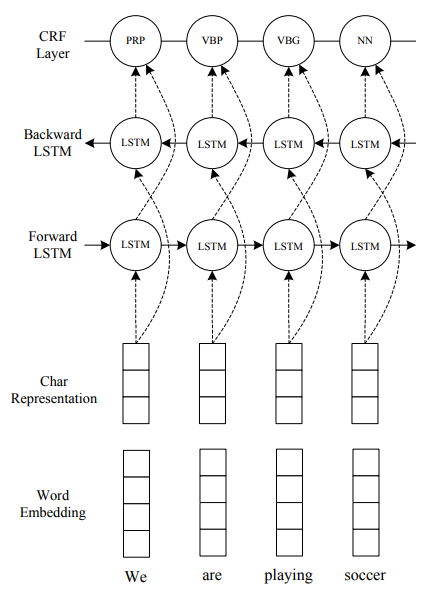 CRF
Layer
PRP VBP VBG NN
Backward
LSTM
LSTM LSTM LSTM LSTM
Forward
LSTM
LSTM LSTM LSTM LSTM
Char
Representation
Word
Embedding
We are playing soccer